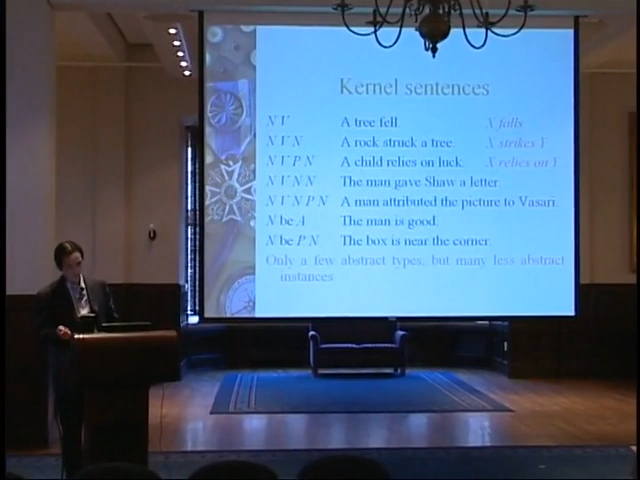 Kernel sentences
N V A tree fell. X falls
N V N A rock struck a tree. X strikes Y
N V P N A child relies on luck. X relies on Y
N V N N The man gave Shaw a letter.
N V N P N A man attributed the picture to Vasari.
N be A The man is good.
N be P N The box is near the corner.
Only a few abstract types, but many less abstract
instances